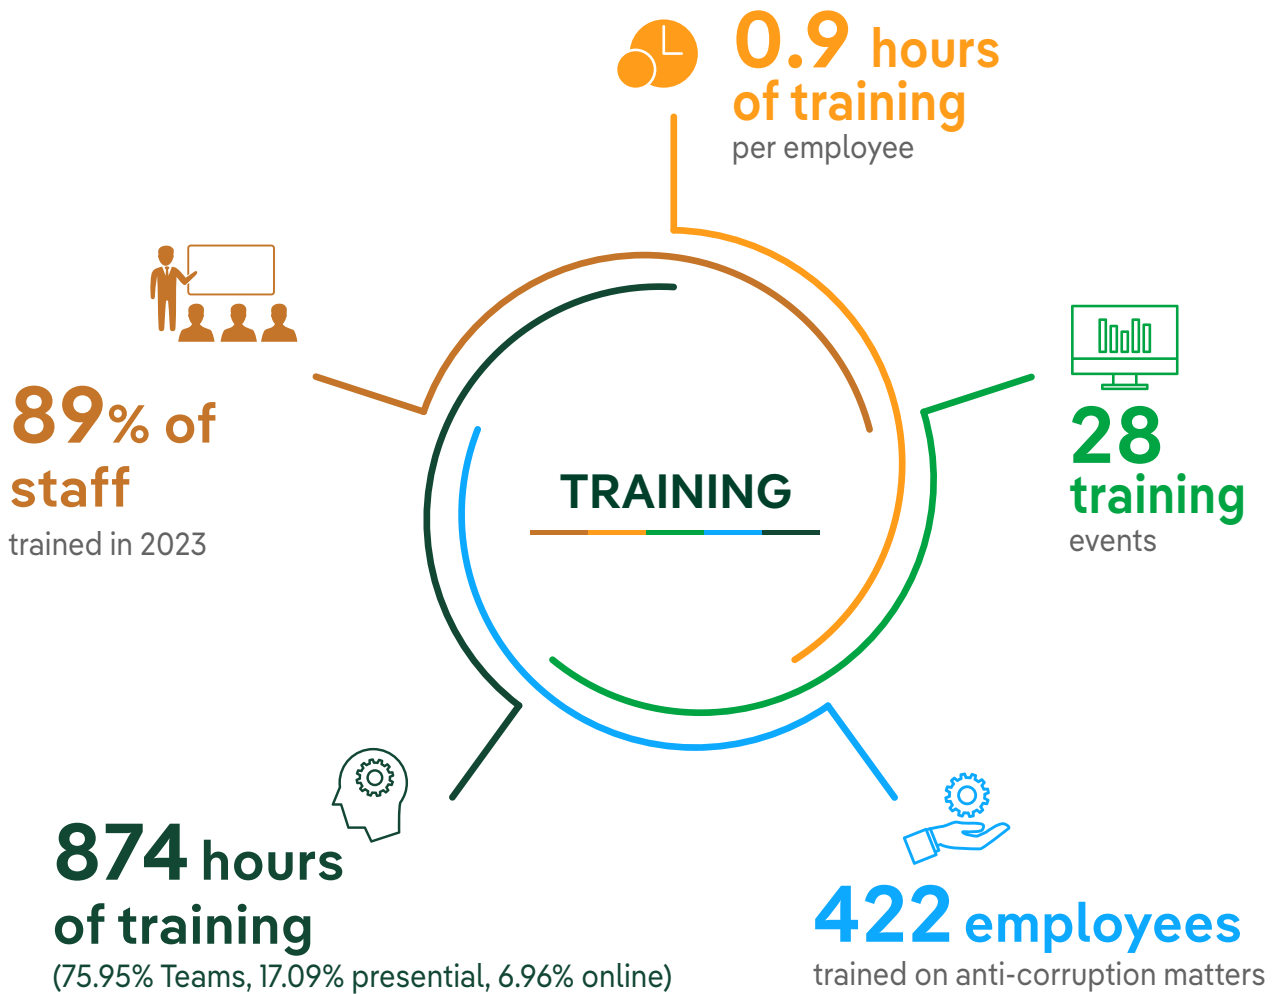 0.9 hours
of training
per employee
89% of
staff
trained in 2023
TRAINING
28
training
events
874 hours
of training
(75.95% Teams, 17.09% presential, 6.96% online)
422 employees
trained on anti-corruption matters